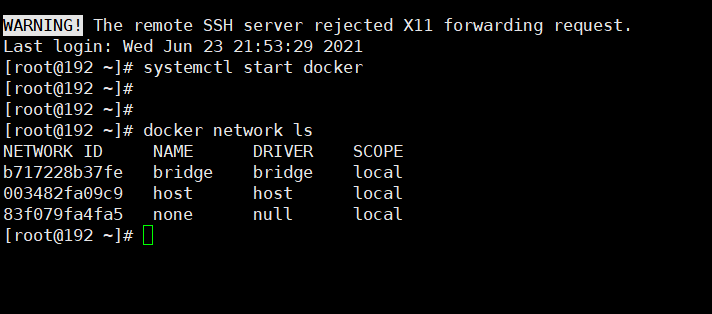 WARNING! The remote SSH server rejected X11 forwarding request.
Last login: Wed Jun 23 21:53:29 2021
[root@192 ~]# systemctl start docker
[root@192 ~]#
[root@192 ~]#
[root@192 ~]# docker network ls
NETWORK ID     NAME      DRIVER    SCOPE
b717228b37fe   bridge    bridge    local
003482fa09c9   host      host      local
83f079fa4fa5   none      null      local
[root@192 ~]#